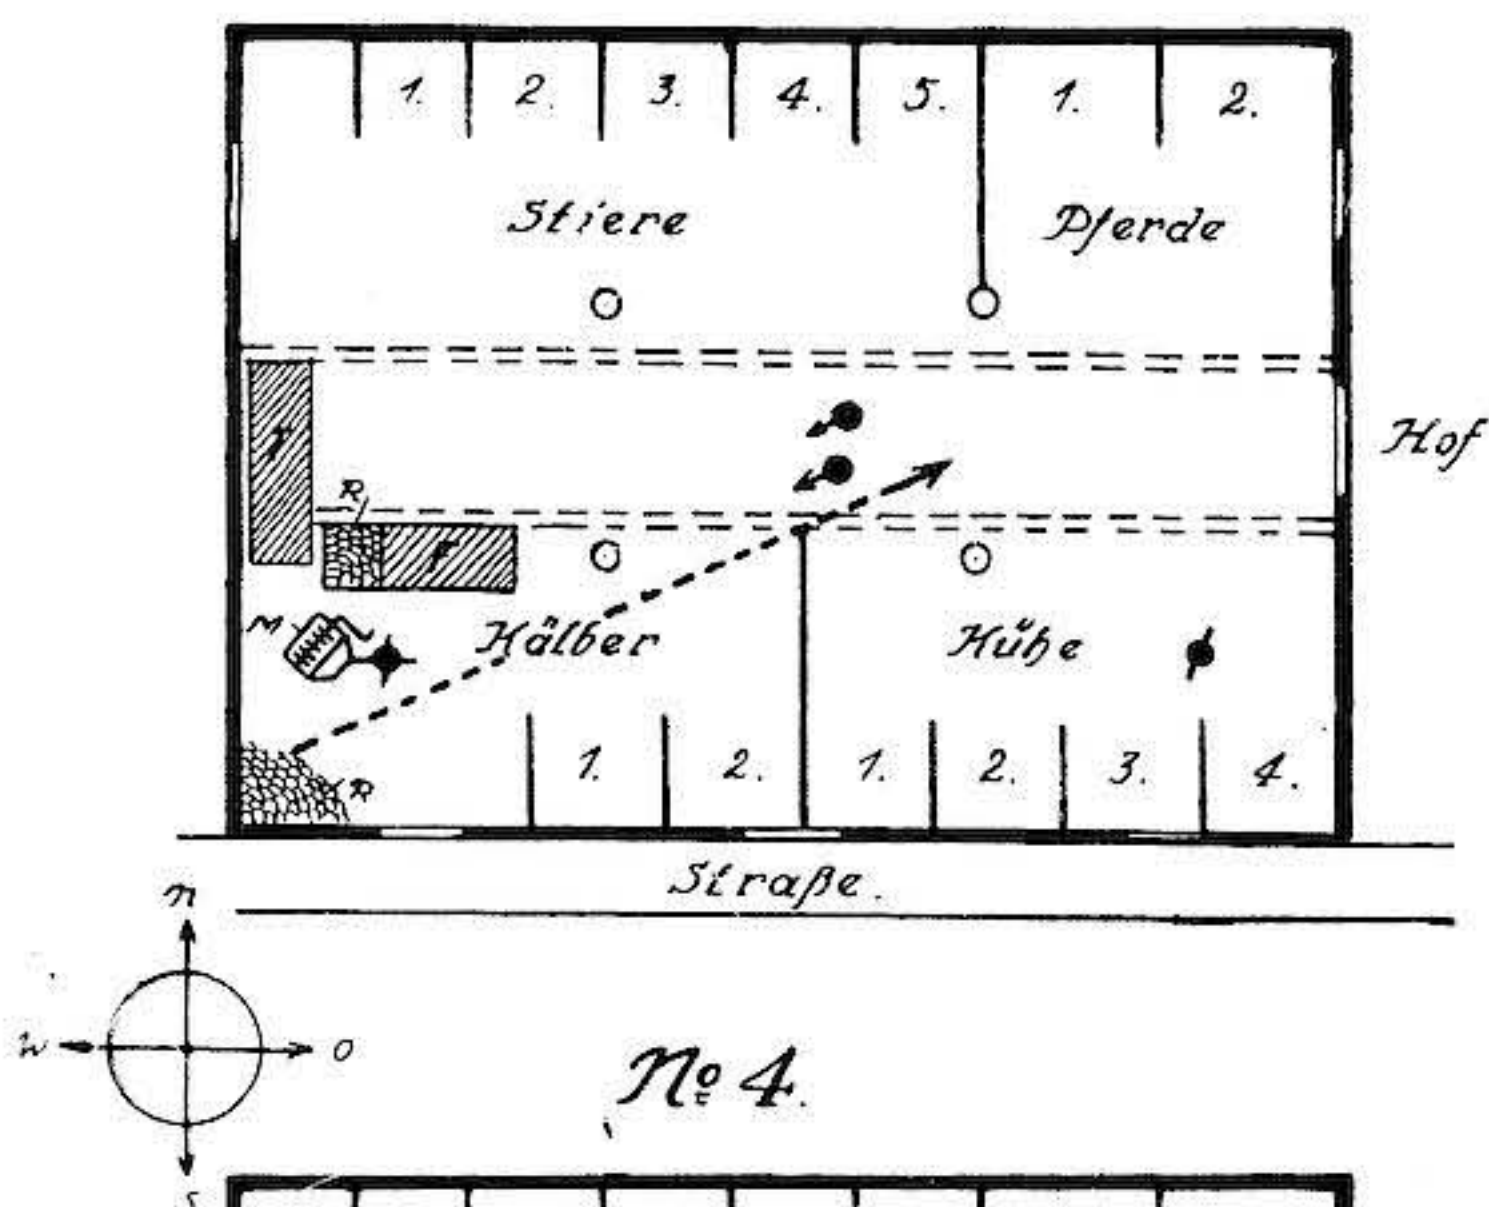 1. 2. 3. 4. 5. 1. 2.
Stiere Pferde
Hof
R
F
M Kälber Kühe
1. 2. 1. 2. 3. 4.
R
Straße.
n
W O
No 4.